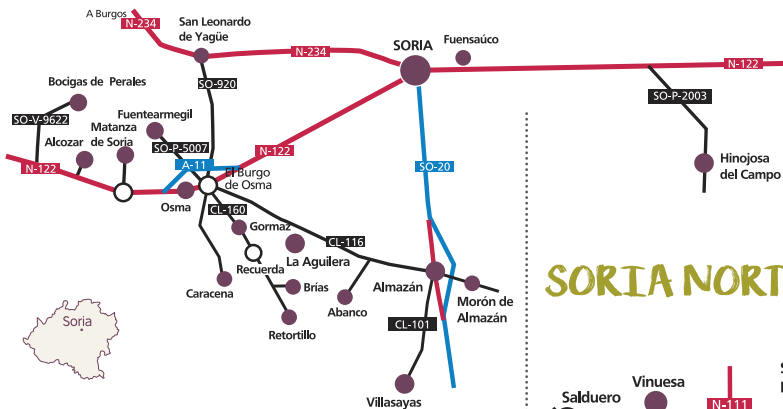 A Burgos
N-234
San Leonardo
de Yagüe
N-234
SORIA
Fuensaúco
N-122
Bocigas de Perales
SO-920
SO-P-2003
Fuentearmegil
SO-V-9622
Matanza
de Soria
Alcozar
SO-P-5007
N-122
A-11
SO-20
Hinojosa
del Campo
N-122
El Burgo
de Osma
Osma
CL-160
Gormaz
CL-116
La Aguilera
Recuerda
Caracena
Brías
Retortillo
Abanco
Almazán
Morón de
Almazán
CL-101
Villasayas
Soria
SORIA NORT
Salduero
Vinuesa
N-111